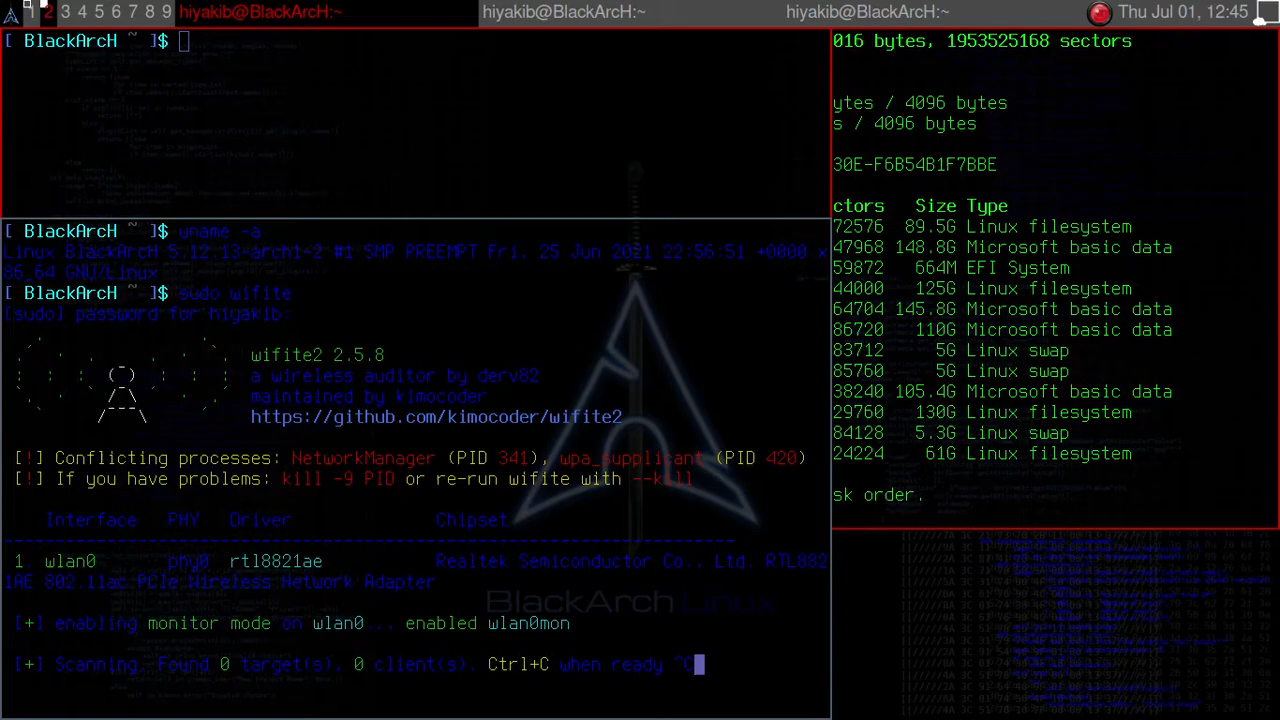 1 2 3 4 5 6 7 8 9 hiyakib@BlackArcH:~ hiyakib@BlackArcH:~ hiyakib@BlackArcH:~ Thu Jul 01, 12:45
[ BlackArcH ~ ]$
[ BlackArcH ~ ]$ uname -a
Linux BlackArcH 5.12.13-arch1-2 #1 SMP PREEMPT Fri, 25 Jun 2021 22:56:51 +0000 x
86_64 GNU/Linux
[ BlackArcH ~ ]$ sudo wifite
[sudo] password for hiyakib:
wifite2 2.5.8
a wireless auditor by derv82
maintained by kimocoder
https://github.com/kimocoder/wifite2
[!] Conflicting processes: NetworkManager (PID 341), wpa_supplicant (PID 420)
[!] If you have problems: kill -9 PID or re-run wifite with --kill
Interface PHY Driver Chipset
-----------------------------------------------------------------------
1. wlan0 phy0 rtl8821ae Realtek Semiconductor Co., Ltd. RTL882
1AE 802.11ac PCIe Wireless Network Adapter
[+] enabling monitor mode on wlan0... enabled wlan0mon
[+] Scanning. Found 0 target(s), 0 client(s). Ctrl+C when ready ^C
016 bytes, 1953525168 sectors
ytes / 4096 bytes
s / 4096 bytes
30E-F6B54B1F7BBE
ctors Size Type
72576 89.5G Linux filesystem
47968 148.8G Microsoft basic data
59872 664M EFI System
44000 125G Linux filesystem
64704 145.8G Microsoft basic data
86720 110G Microsoft basic data
83712 5G Linux swap
85760 5G Linux swap
38240 105.4G Microsoft basic data
29760 130G Linux filesystem
84128 5.3G Linux swap
24224 61G Linux filesystem
sk order.
BlackArch Linux